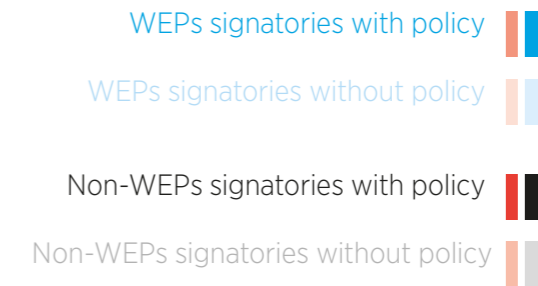 WEPs signatories with policy
WEPs signatories without policy
Non-WEPs signatories with policy
Non-WEPs signatories without policy